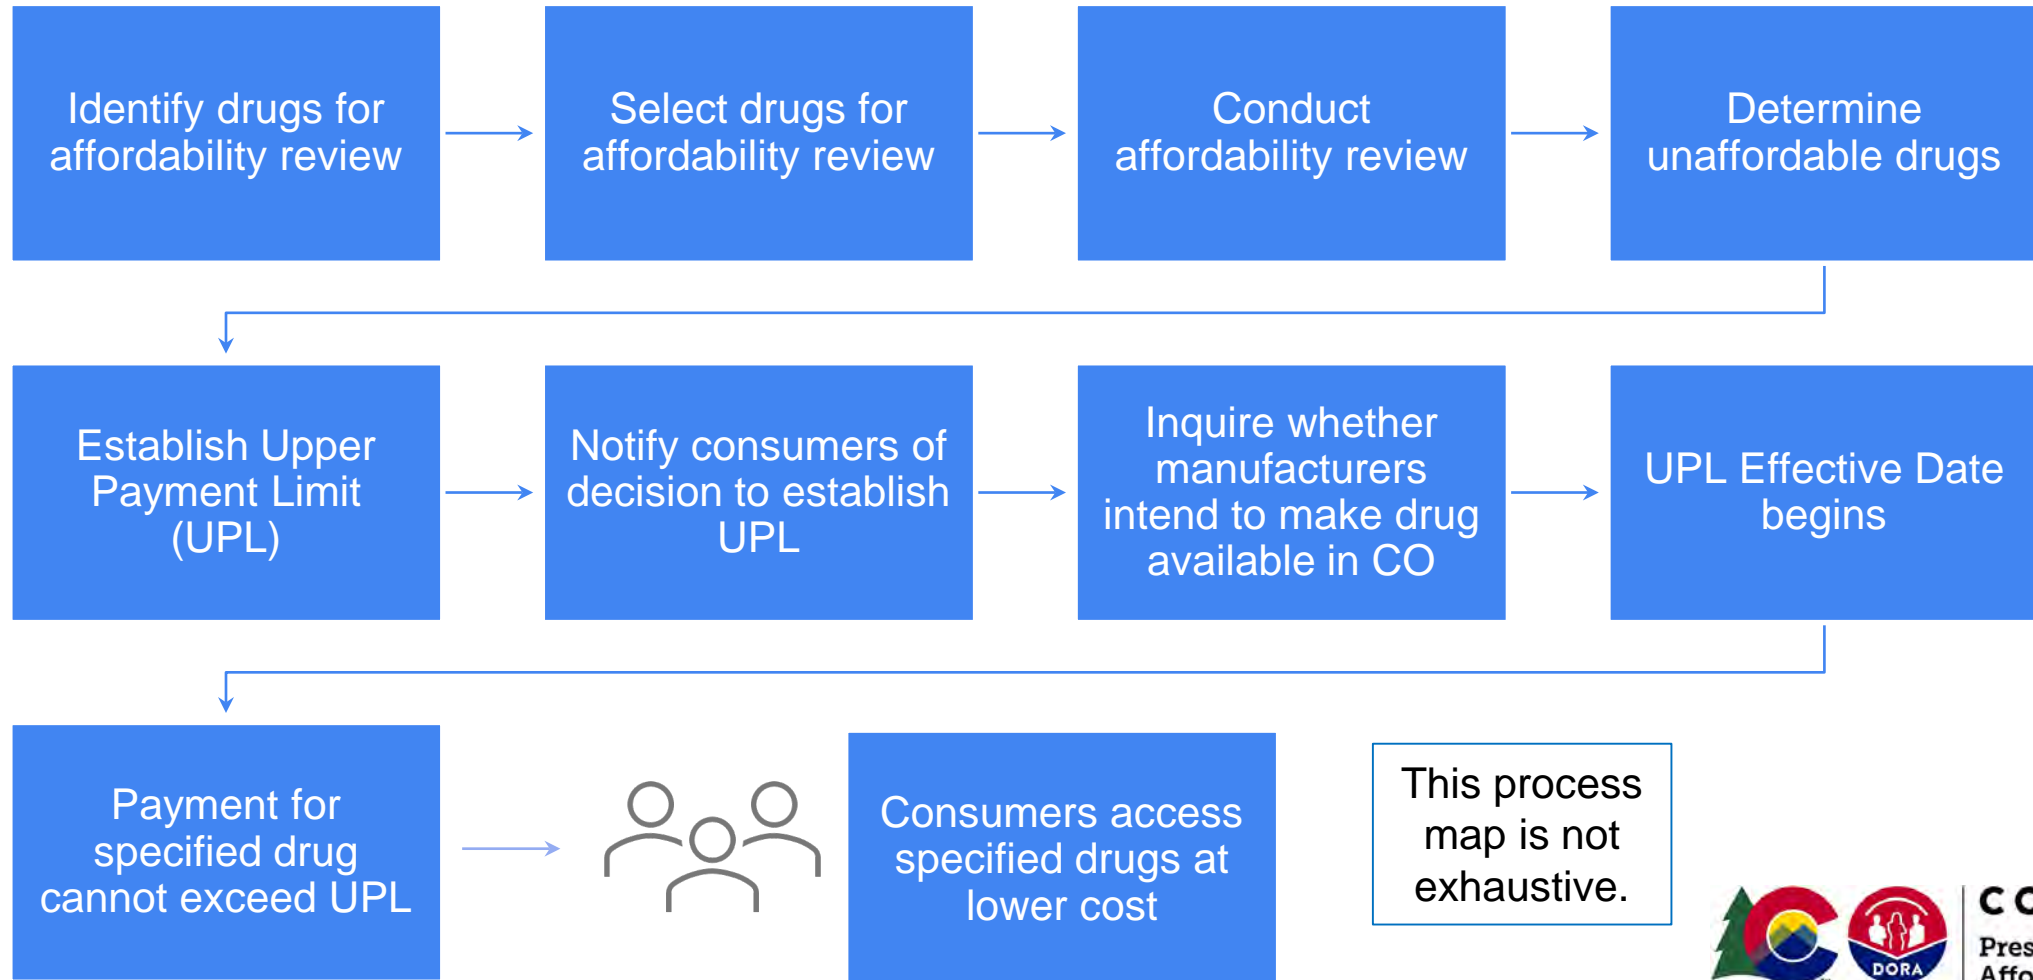 Identify drugs for
affordability review
Select drugs for
affordability review
Conduct
affordability review
Determine
unaffordable drugs
Establish Upper
Payment Limit
(UPL)
Notify consumers of
decision to establish
UPL
Inquire whether
manufacturers
intend to make drug
available in CO
UPL Effective Date
begins
Payment for
specified drug
cannot exceed UPL
Consumers access
specified drugs at
lower cost
This process
map is not
exhaustive.
DORA